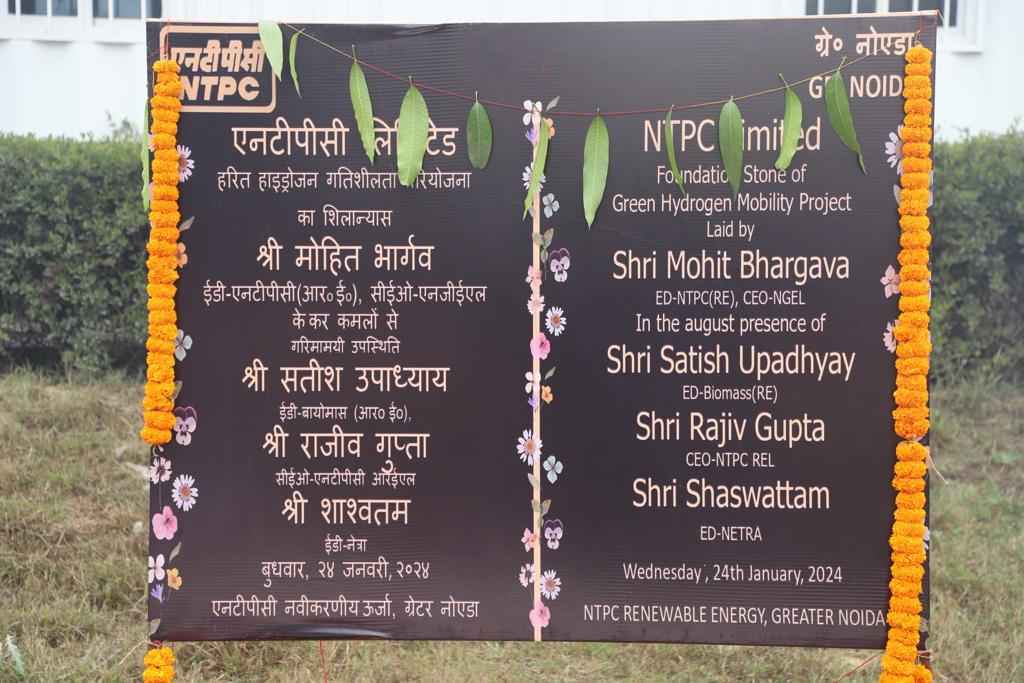 एनटीपीसी
NTPC
एनटीपीसी
हरित हाइड्रोजन गतिशीलता
का शिलान्यास
श्री मोहित भार्गव
ईडी-एनटीपीसी(आर० ई०), सीईओ-एनजीईएल
के कर कमलों से
गरिमामयी उपस्थिति
श्री सतीश उपाध्याय
ईडी-बायोमास (आर० ई०),
श्री राजीव गुप्ता
सीईओ-एनटीपीसी आरईएल
श्री शाश्वतम
ईडी-नेत्रा
बुधवार, २४ जनवरी, २०२४
एनटीपीसी नवीकरणीय ऊर्जा, ग्रेटर नोएडा
ग्रे० नोएडा
NTPC Limited
Foundation Stone of
Green Hydrogen Mobility Project
Laid by
Shri Mohit Bhargava
ED-NTPC(RE), CEO-NGEL
In the august presence of
Shri Satish Upadhyay
ED-Biomass(RE)
Shri Rajiv Gupta
CEO-NTPC REL
Shri Shaswattam
ED-NETRA
Wednesday, 24th January, 2024
NTPC RENEWABLE ENERGY, GREATER NOIDA